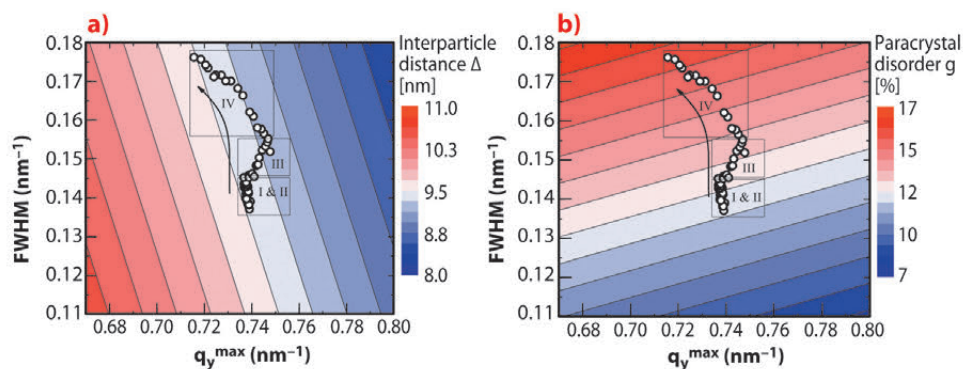 a)
0.18
0.17
0.16
0.15
0.14
0.13
0.12
0.11
FWHM (nm⁻¹)
IV
III
I & II
0.68 0.70 0.72 0.74 0.76 0.78 0.80
qy^max (nm⁻¹)
Interparticle
distance Δ
[nm]
11.0
10.3
9.5
8.8
8.0
b)
0.18
0.17
0.16
0.15
0.14
0.13
0.12
0.11
FWHM (nm⁻¹)
IV
III
I & II
0.68 0.70 0.72 0.74 0.76 0.78 0.80
qy^max (nm⁻¹)
Paracrystal
disorder g
[%]
17
15
12
10
7